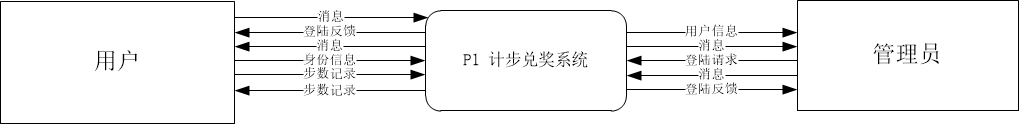 用户
消息
登陆反馈
消息
身份信息
步数记录
步数记录
P1 计步兑奖系统
用户信息
消息
登陆请求
消息
登陆反馈
管理员